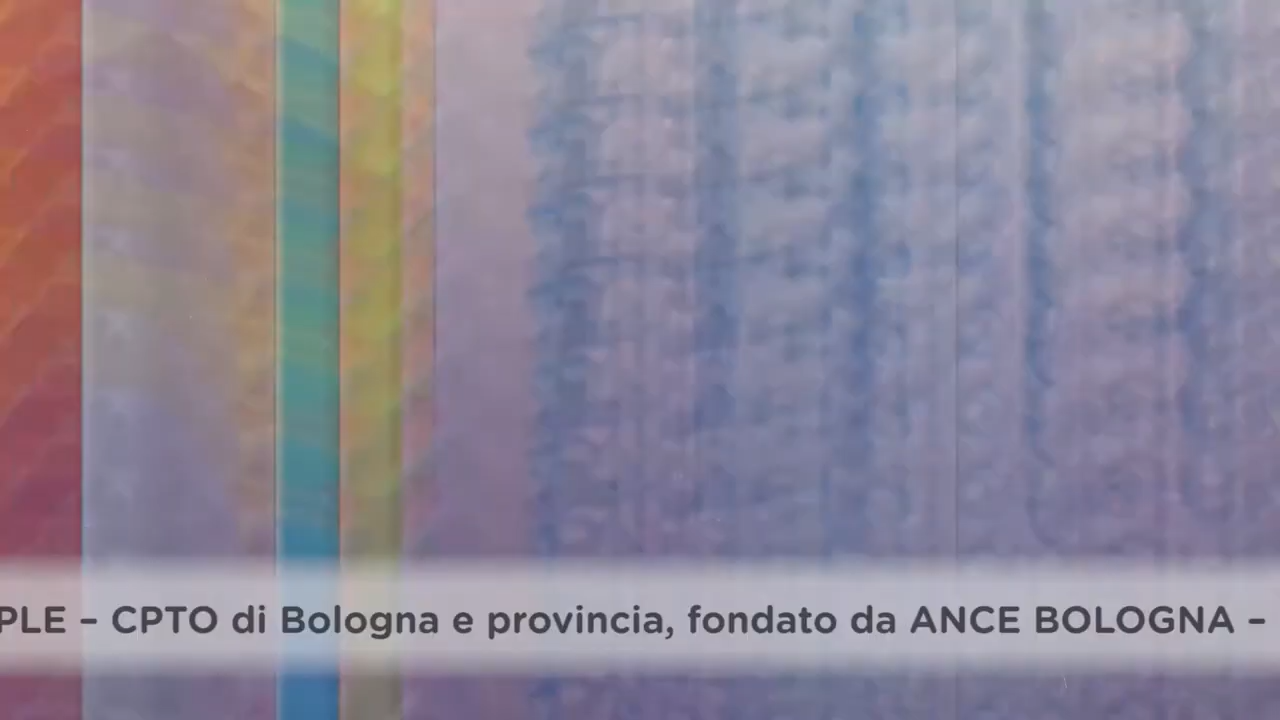 PLE – CPTO di Bologna e provincia, fondato da ANCE BOLOGNA –